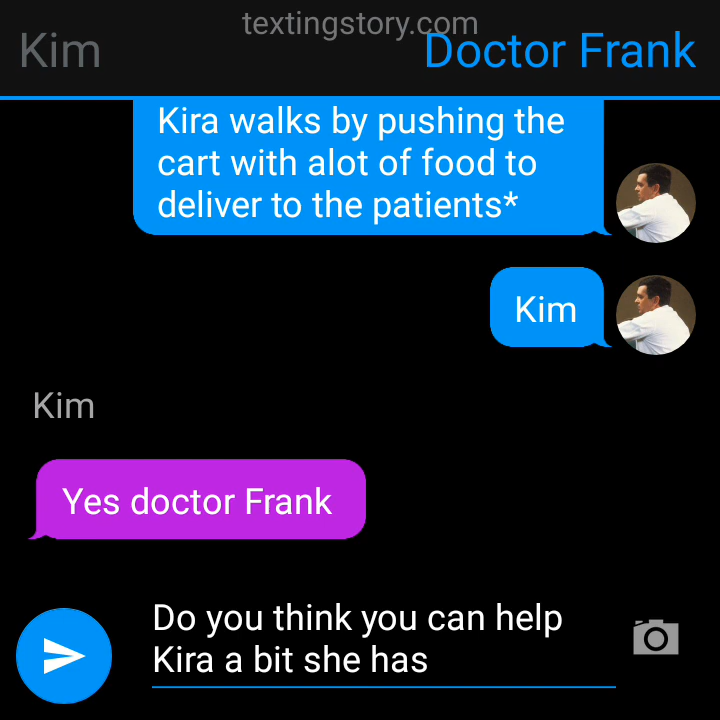 textingstory.com
Kim
Doctor Frank
Kira walks by pushing the
cart with alot of food to
deliver to the patients*
Kim
Kim
Yes doctor Frank
Do you think you can help
Kira a bit she has